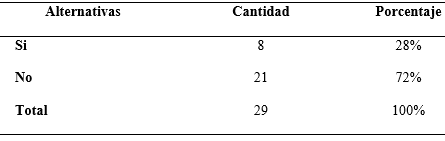 Alternativas Cantidad Porcentaje
Si 8 28%
No 21 72%
Total 29 100%